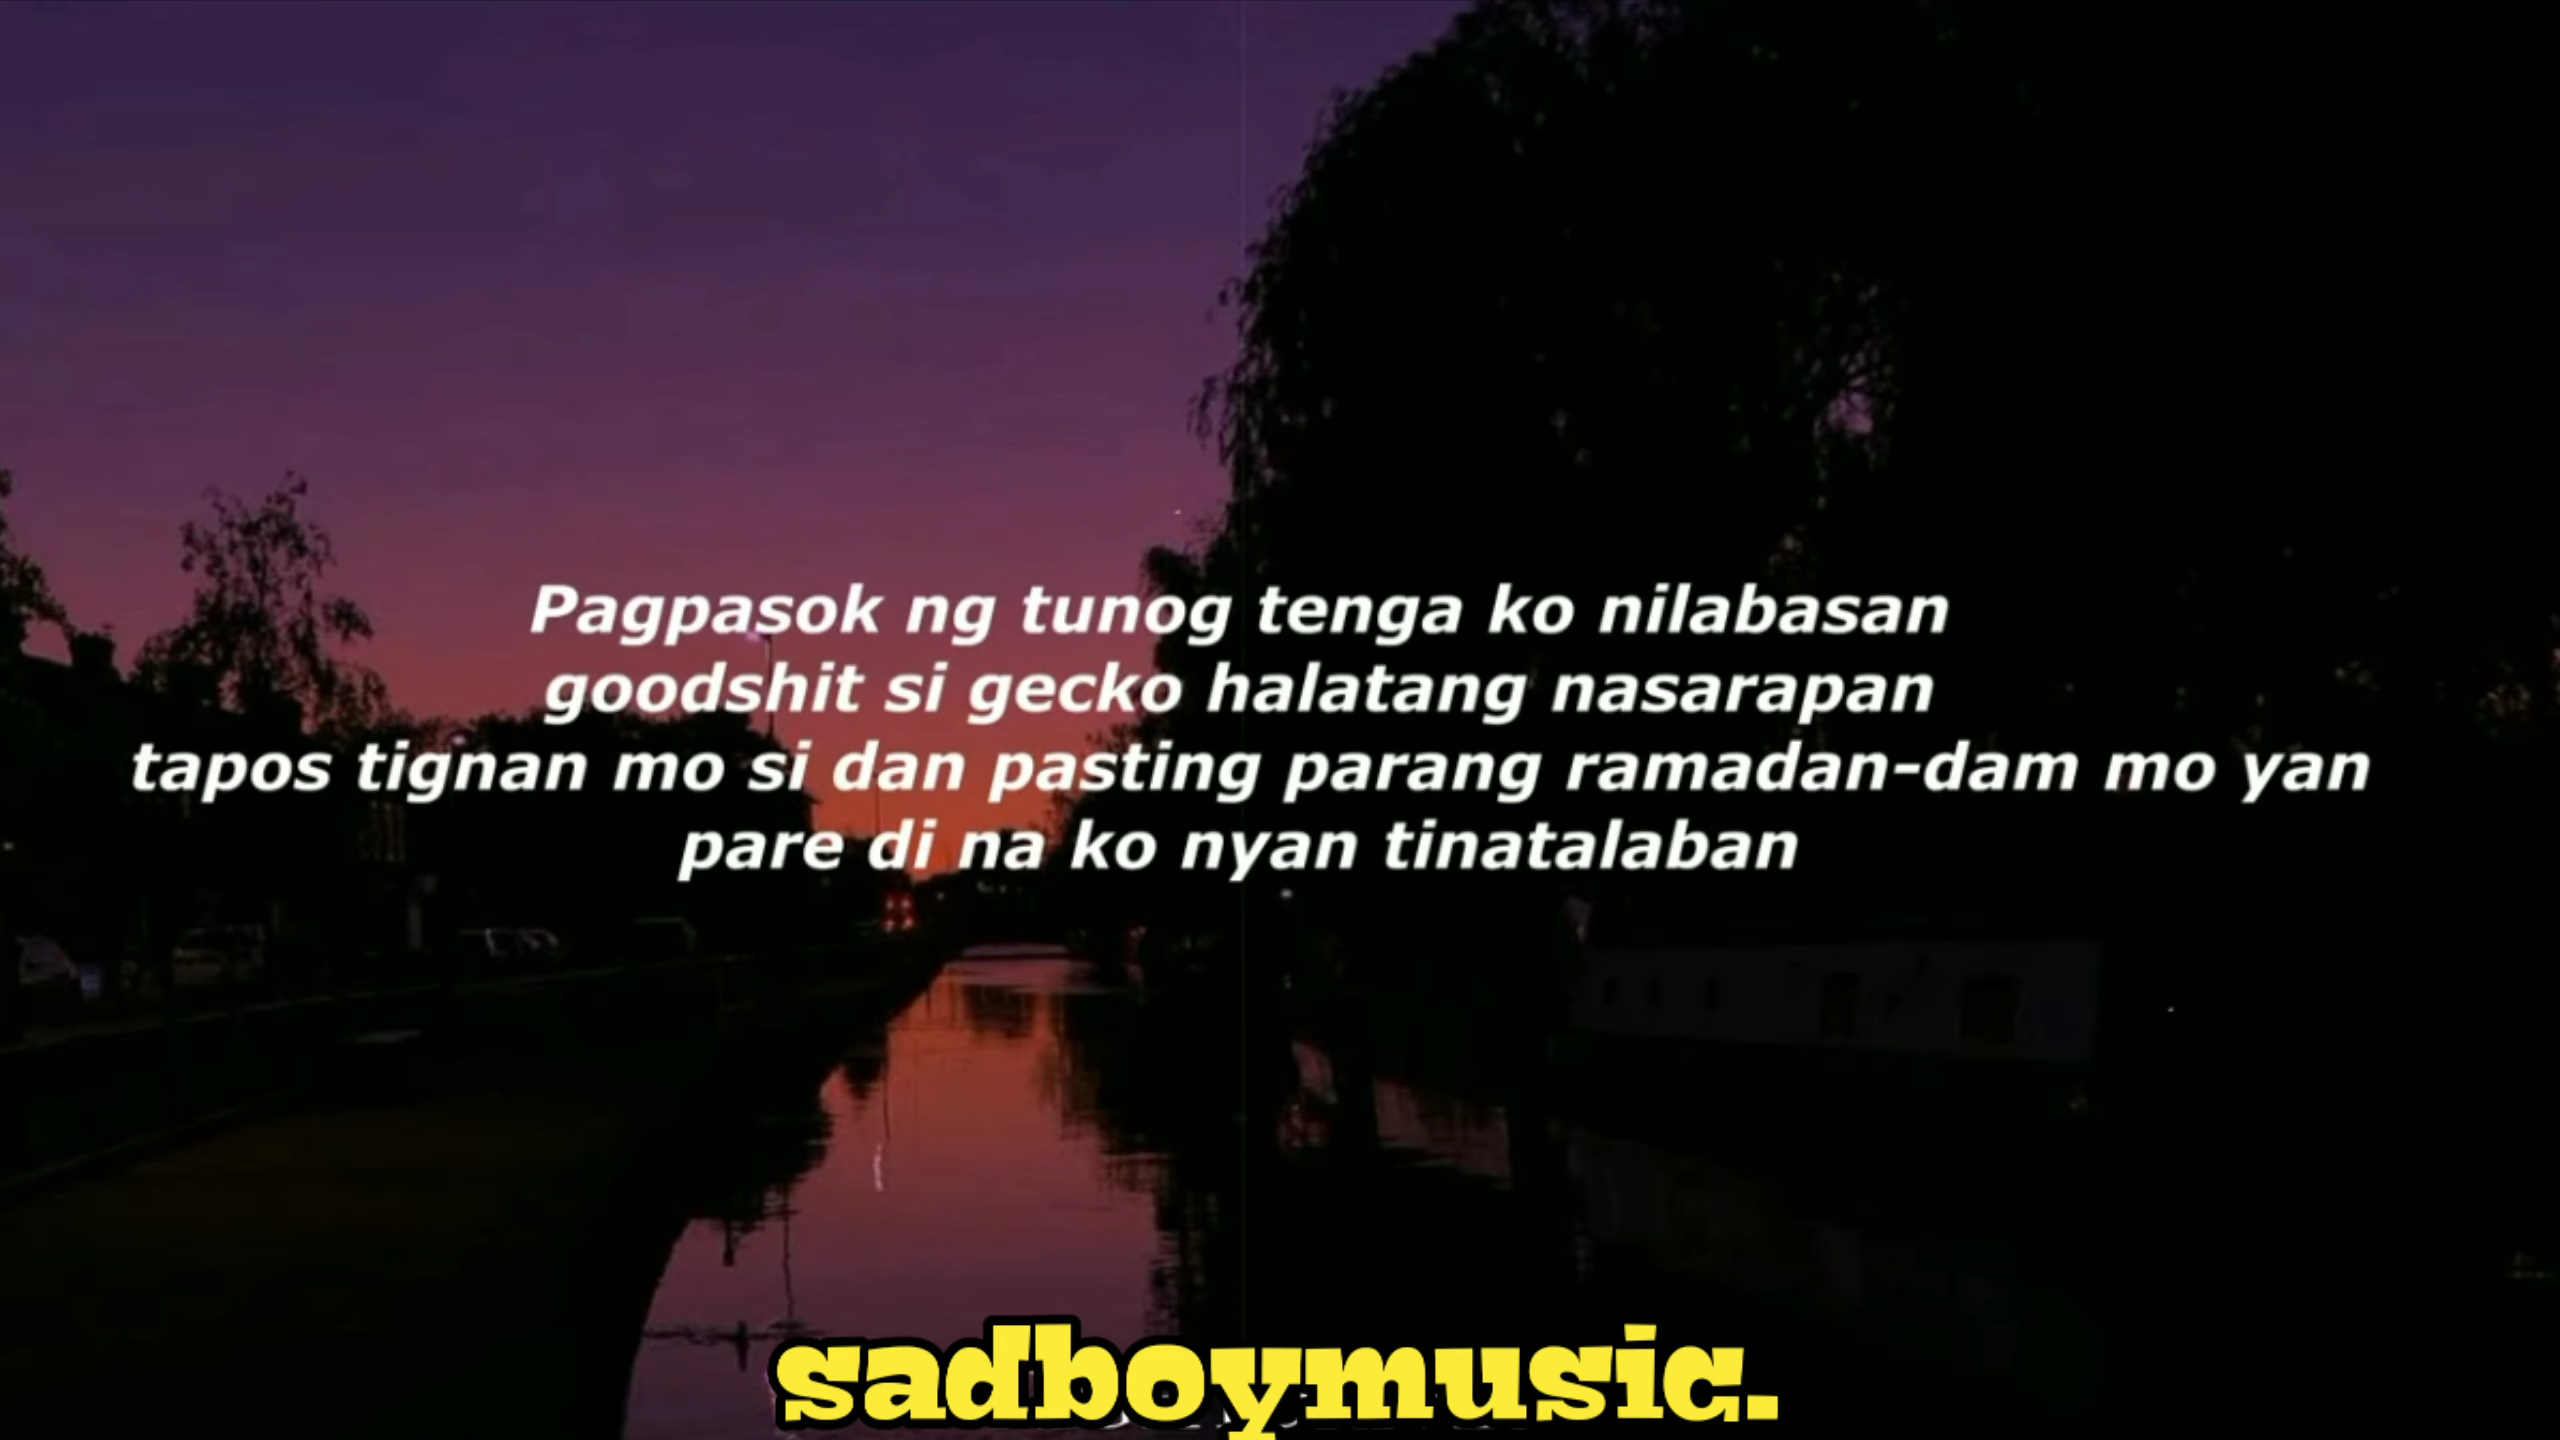 Pagpasok ng tunog tenga ko nilabasan
goodshit si gecko halatang nasarapan
tapos tignan mo si dan pasting parang ramadan-dam mo yan
pare di na ko nyan tinatalaban
sadboymusic.